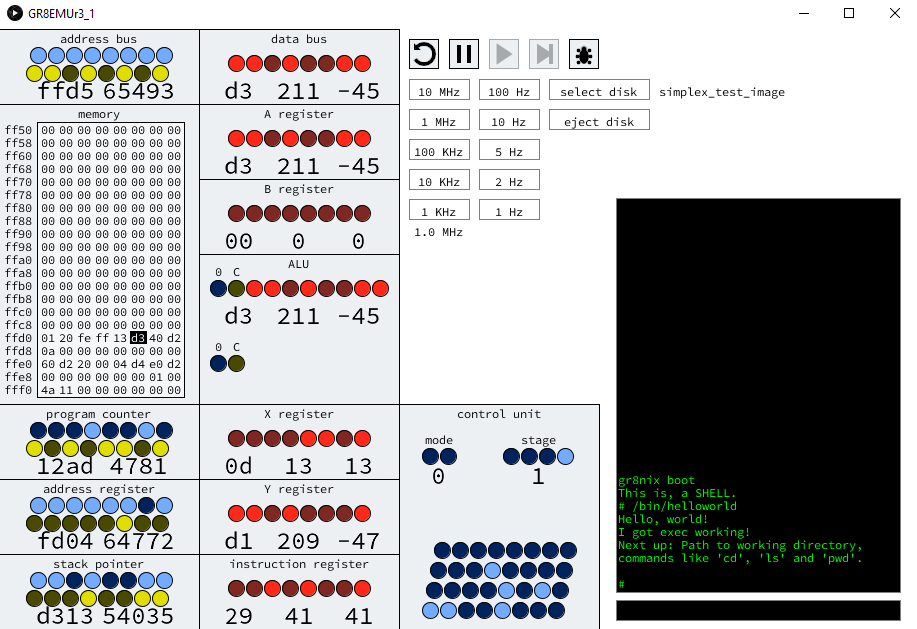 GR8EMUr3_1
address bus
ffd5 65493
memory
ff50 00 00 00 00 00 00 00 00
ff58 00 00 00 00 00 00 00 00
ff60 00 00 00 00 00 00 00 00
ff68 00 00 00 00 00 00 00 00
ff70 00 00 00 00 00 00 00 00
ff78 00 00 00 00 00 00 00 00
ff80 00 00 00 00 00 00 00 00
ff88 00 00 00 00 00 00 00 00
ff90 00 00 00 00 00 00 00 00
ff98 00 00 00 00 00 00 00 00
ffa0 00 00 00 00 00 00 00 00
ffa8 00 00 00 00 00 00 00 00
ffb0 00 00 00 00 00 00 00 00
ffb8 00 00 00 00 00 00 00 00
ffc0 00 00 00 00 00 00 00 00
ffc8 00 00 00 00 00 00 00 00
ffd0 01 20 fe ff 13 d3 40 d2
ffd8 0a 00 00 00 00 00 00 00
ffe0 60 d2 20 00 04 d4 e0 d2
ffe8 00 00 00 00 00 00 01 00
fff0 4a 11 00 00 00 00 00 00
program counter
12ad 4781
address register
fd04 64772
stack pointer
d313 54035
data bus
d3 211 -45
A register
d3 211 -45
B register
00 0 0
ALU
0 C
d3 211 -45
0 C
X register
0d 13 13
Y register
d1 209 -47
instruction register
29 41 41
10 MHz 100 Hz select disk simplex_test_image
1 MHz 10 Hz eject disk
100 KHz 5 Hz
10 KHz 2 Hz
1 KHz 1 Hz
1.0 MHz
control unit
mode stage
0 1
gr8nix boot
This is, a SHELL.
# /bin/helloworld
Hello, world!
I got exec working!
Next up: Path to working directory,
commands like 'cd', 'ls' and 'pwd'.
#